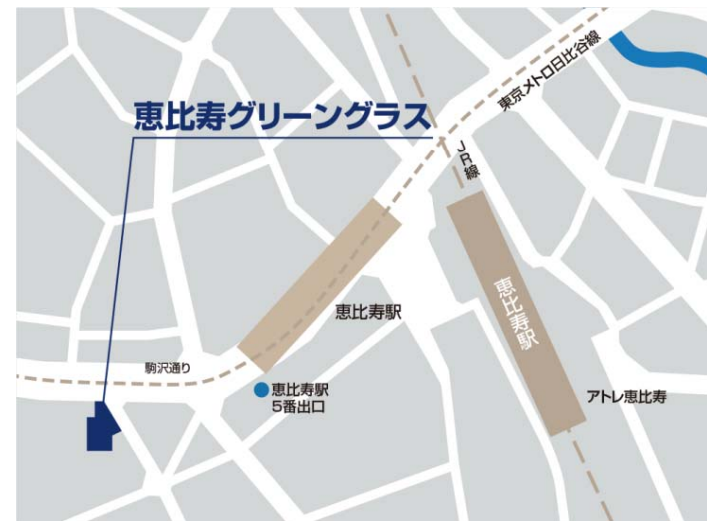 東京メトロ日比谷線
恵比寿グリーングラス
JR線
恵比寿駅
恵比寿駅
駒沢通り
恵比寿駅
5番出口
アトレ恵比寿